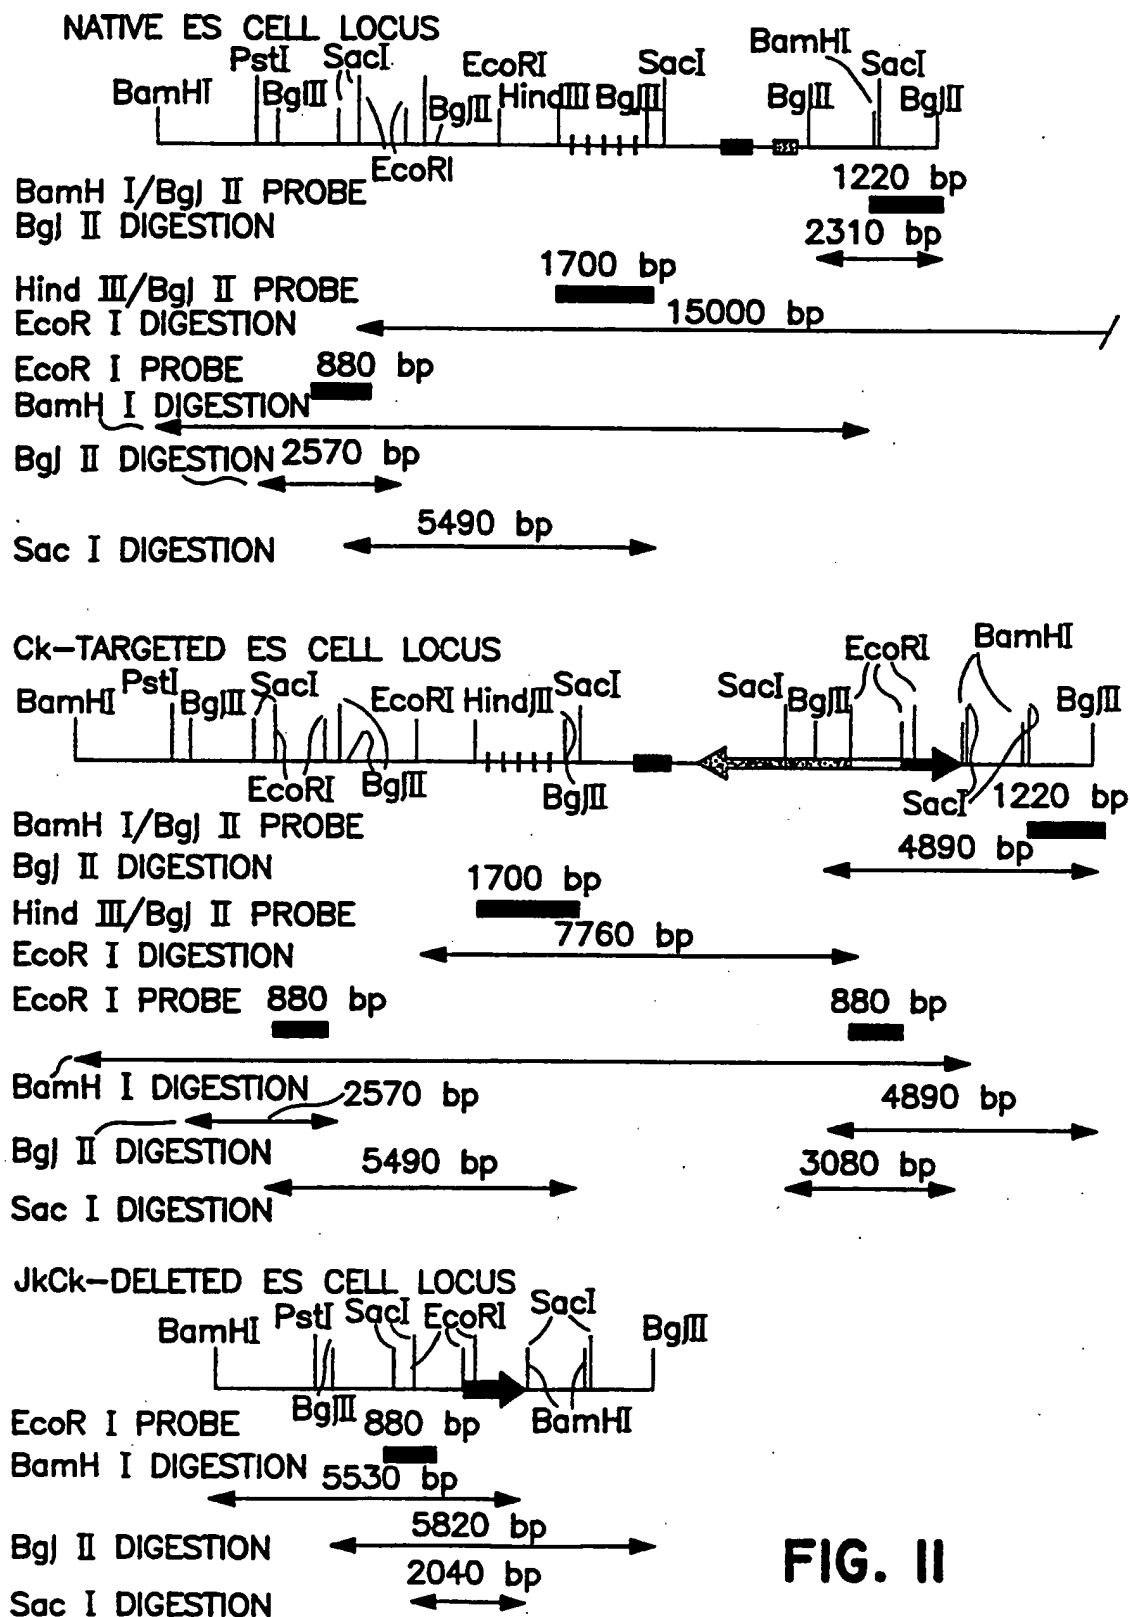 NATIVE ES CELL LOCUS
BamHI PstI BglII SacI EcoRI BglII EcoRI HindIII BglII SacI BglII BamHI SacI BglII
BamH I/Bgl II PROBE 1220 bp
Bgl II DIGESTION 2310 bp
Hind III/Bgl II PROBE 1700 bp
EcoR I DIGESTION 15000 bp
EcoR I PROBE 880 bp
BamH I DIGESTION
Bgl II DIGESTION 2570 bp
Sac I DIGESTION 5490 bp
Ck-TARGETED ES CELL LOCUS
BamHI PstI BglII SacI EcoRI BglII EcoRI HindIII SacI BglII SacI BglII EcoRI BamHI SacI BglII
BamH I/Bgl II PROBE 1220 bp
Bgl II DIGESTION 4890 bp
Hind III/Bgl II PROBE 1700 bp
EcoR I DIGESTION 7760 bp
EcoR I PROBE 880 bp 880 bp
BamH I DIGESTION
Bgl II DIGESTION 2570 bp 4890 bp
Sac I DIGESTION 5490 bp 3080 bp
JkCk-DELETED ES CELL LOCUS
BamHI PstI BglII SacI EcoRI SacI BamHI BglII
EcoR I PROBE 880 bp
BamH I DIGESTION 5530 bp
Bgl II DIGESTION 5820 bp
Sac I DIGESTION 2040 bp
FIG. 11